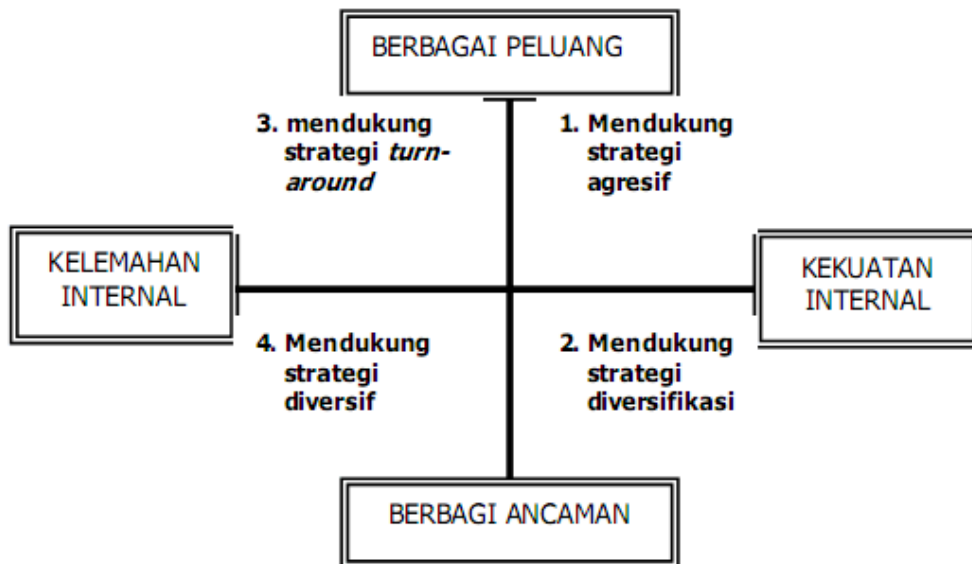 BERBAGAI PELUANG
3. mendukung
strategi turn-
around
1. Mendukung
strategi
agresif
KELEMAHAN
INTERNAL
KEKUATAN
INTERNAL
4. Mendukung
strategi
diversif
2. Mendukung
strategi
diversifikasi
BERBAGI ANCAMAN